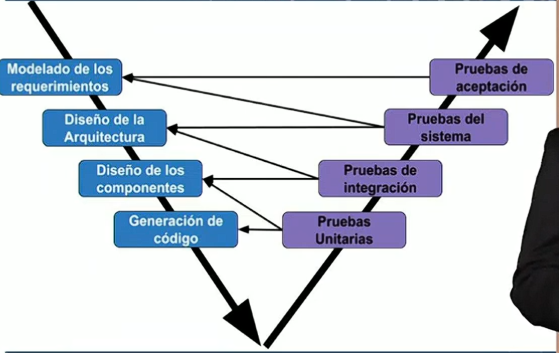 Modelado de los
requerimientos
Pruebas de
aceptación
Diseño de la
Arquitectura
Pruebas del
sistema
Diseño de los
componentes
Pruebas de
integración
Generación de
código
Pruebas
Unitarias